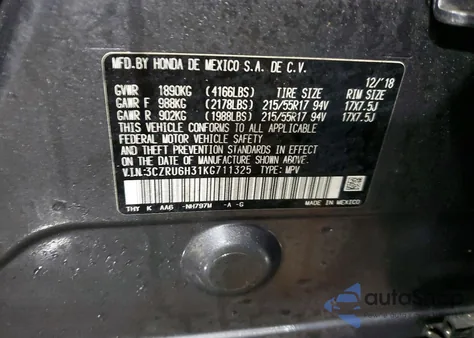 MFD.BY HONDA DE MEXICO S.A. DE C.V.
12/'18
GVWR 1890KG (4166LBS) TIRE SIZE RIM SIZE
GAWR F 988KG (2178LBS) 215/55R17 94V 17X7.5J
GAWR R 902KG (1988LBS) 215/55R17 94V 17X7.5J
THIS VEHICLE CONFORMS TO ALL APPLICABLE
FEDERAL MOTOR VEHICLE SAFETY STANDARDS IN EFFECT
ON THE DATE OF MANUFACTURE SHOWN ABOVE.
V.I.N:3CZRU6H31KG711325 TYPE: MPV
THY K AA6 -NH797M -A -G
MADE IN MEXICO